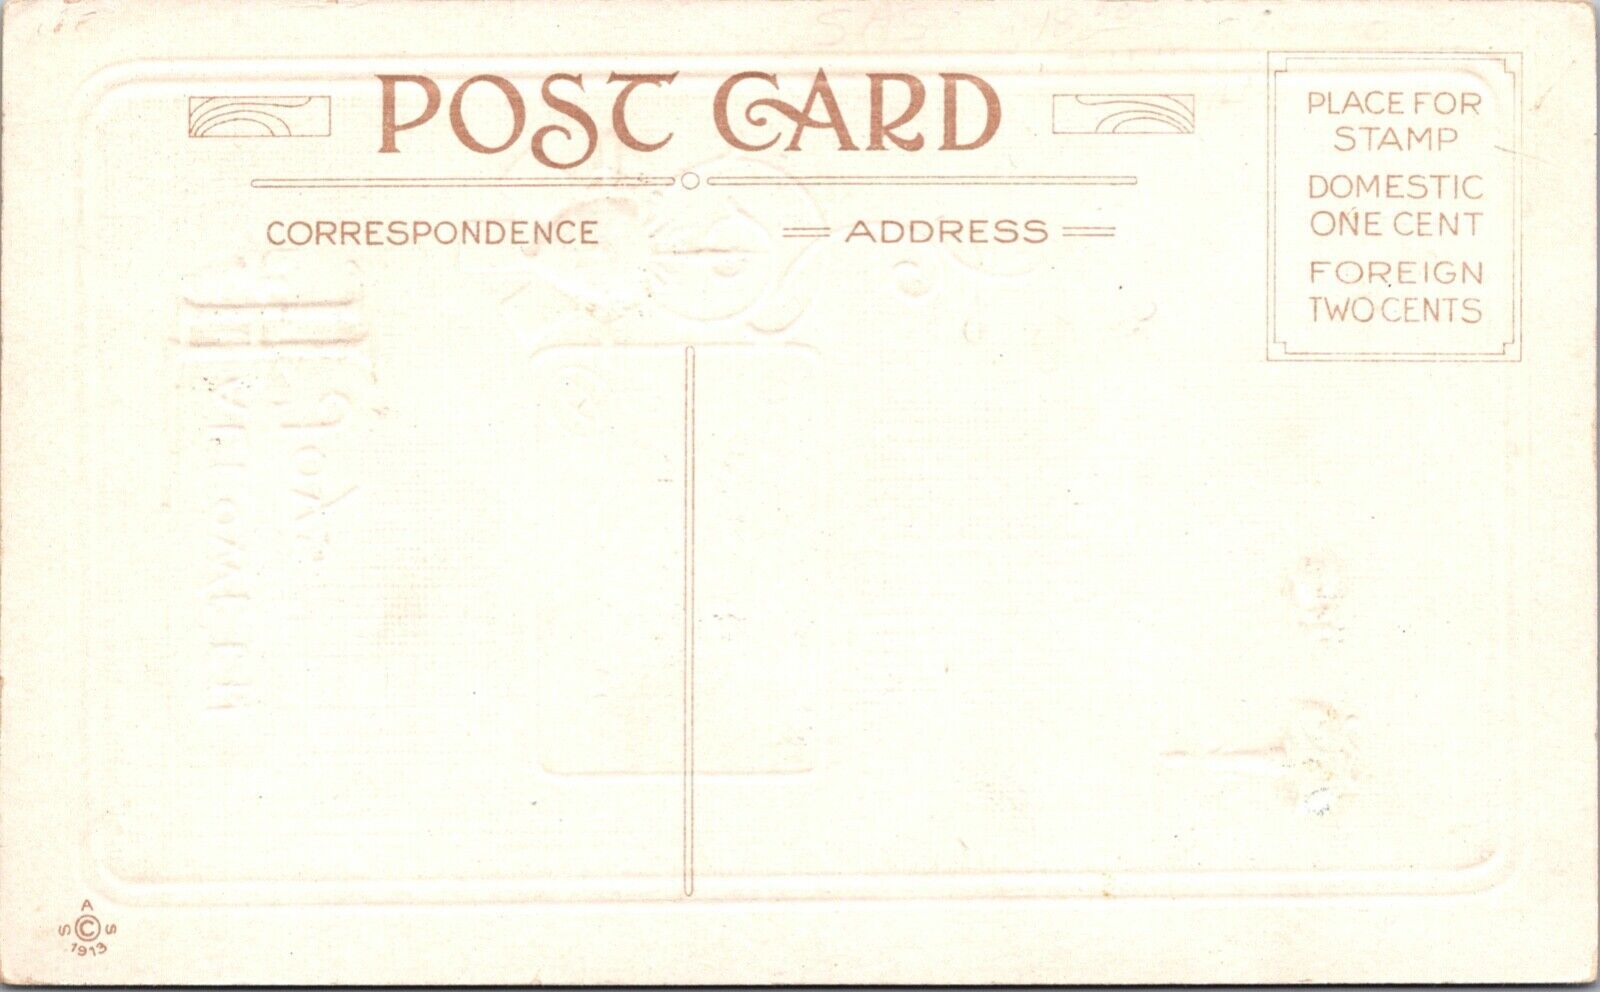 POST CARD
CORRESPONDENCE
ADDRESS
PLACE FOR
STAMP
DOMESTIC
ONE CENT
FOREIGN
TWO CENTS
A
S © S
1913